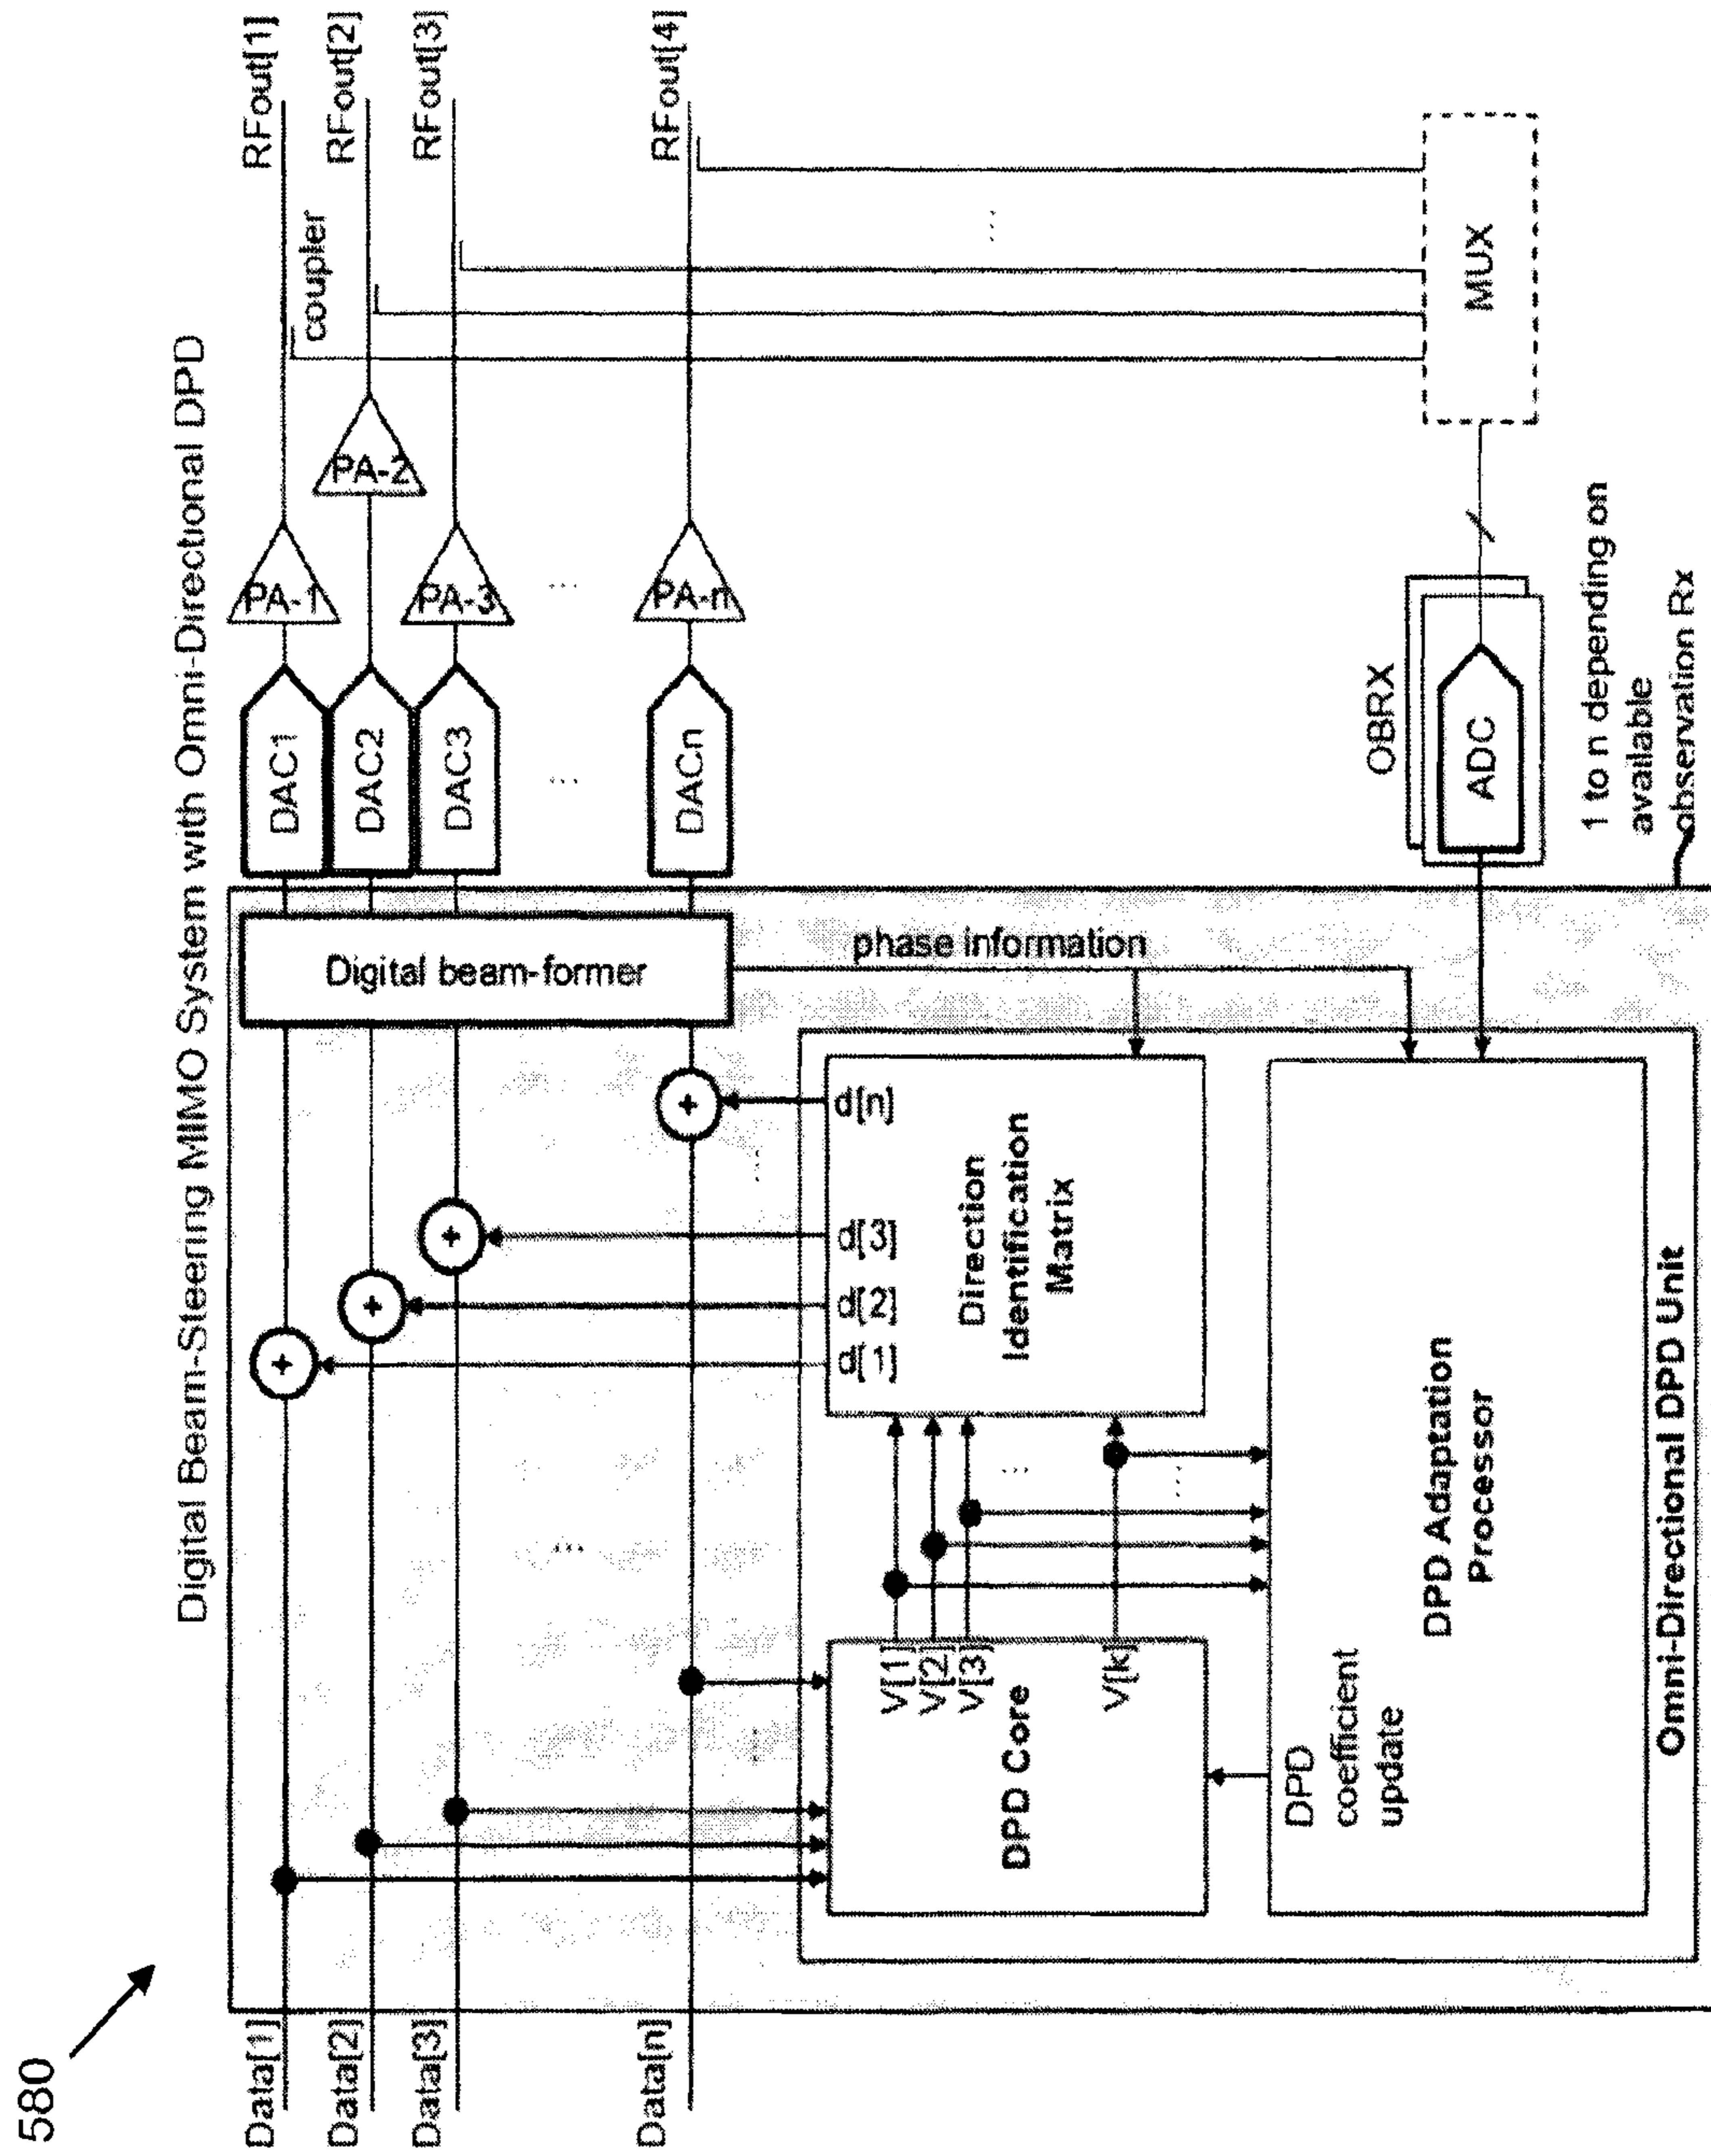 580
Digital Beam-Steering MIMO System with Omni-Directional DPD
Data[1]
Data[2]
Data[3]
Data[n]
Digital beam-former
DAC1
DAC2
DAC3
...
DACn
PA-1
PA-2
PA-3
...
PA-n
RFout[1]
RFout[2]
RFout[3]
RFout[4]
coupler
...
...
...
...
phase information
DPD Core
V[1]
V[2]
V[3]
V[k]
...
...
d[1]
d[2]
d[3]
d[n]
Direction
Identification
Matrix
DPD
coefficient
update
DPD Adaptation
Processor
Omni-Directional DPD Unit
OBRX
ADC
MUX
1 to n depending on
available
observation Rx